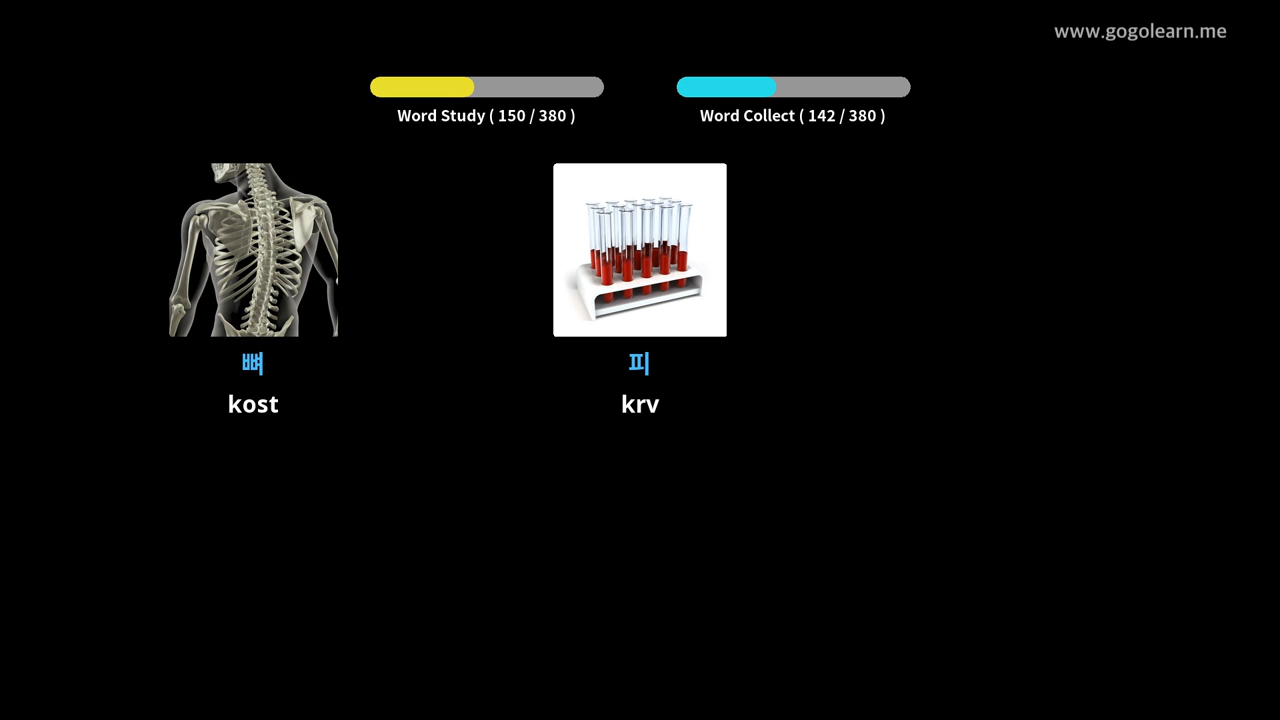 www.gogolearn.me
Word Study ( 150 / 380 )
Word Collect ( 142 / 380 )
뼈
kost
피
krv